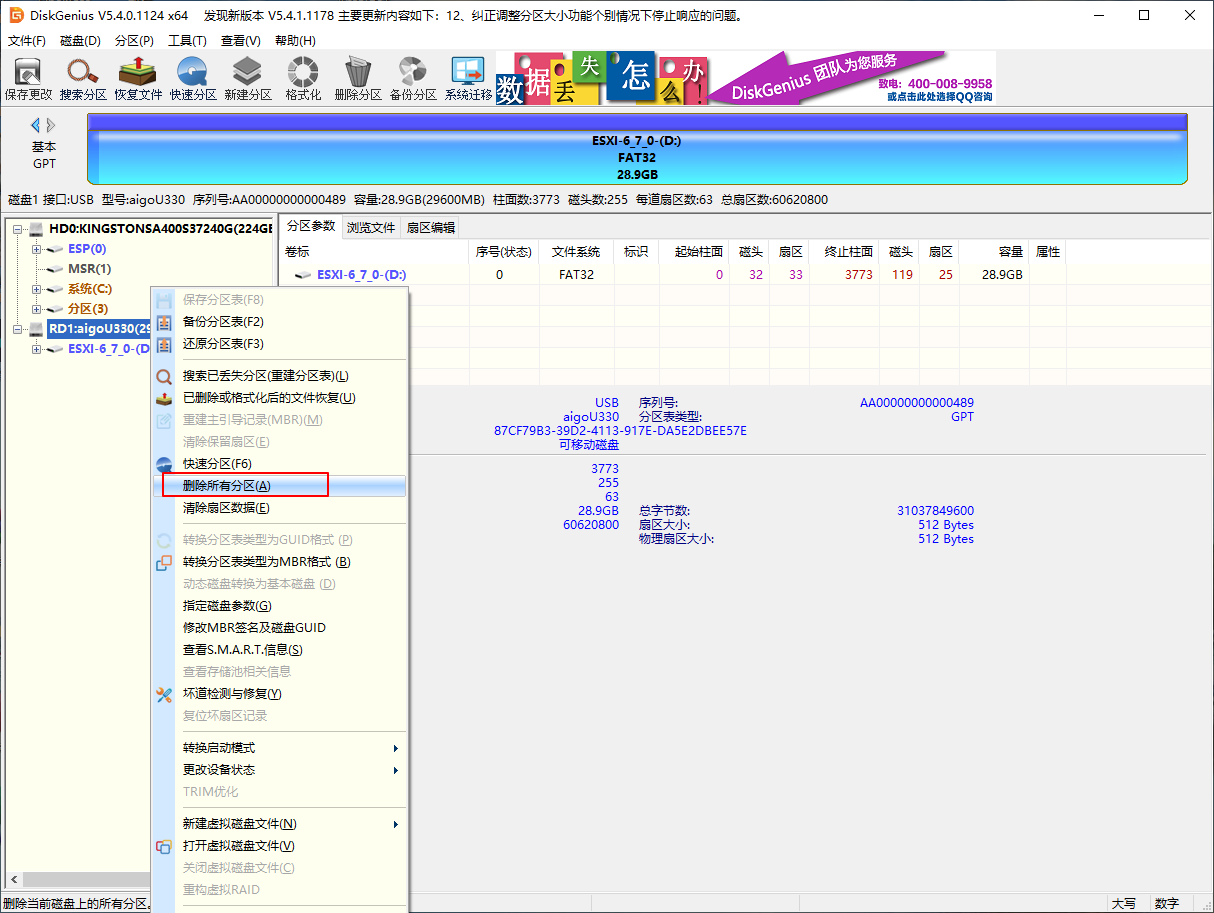 DiskGenius V5.4.0.1124 x64 发现新版本 V5.4.1.1178 主要更新内容如下: 12、纠正调整分区大小功能个别情况下停止响应的问题。
文件(F) 磁盘(D) 分区(P) 工具(T) 查看(V) 帮助(H)
保存更改 搜索分区 恢复文件 快速分区 新建分区 格式化 删除分区 备份分区 系统迁移
数据丢失怎么办!
DiskGenius 团队为您服务
致电: 400-008-9958
或点击此处选择QQ咨询
基本
GPT
ESXI-6_7_0-(D:)
FAT32
28.9GB
磁盘1 接口:USB 型号:aigoU330 序列号:AA00000000000489 容量:28.9GB(29600MB) 柱面数:3773 磁头数:255 每道扇区数:63 总扇区数:60620800
HD0:KINGSTONSA400S37240G(224GB
ESP(0)
MSR(1)
系统(C:)
分区(3)
RD1:aigoU330(29
ESXI-6_7_0-(D
分区参数 浏览文件 扇区编辑
卷标 序号(状态) 文件系统 标识 起始柱面 磁头 扇区 终止柱面 磁头 扇区 容量 属性
ESXI-6_7_0-(D:) 0 FAT32 0 32 33 3773 119 25 28.9GB
USB 序列号: AA00000000000489
aigoU330 分区表类型: GPT
87CF79B3-39D2-4113-917E-DA5E2DBEE57E
可移动磁盘
3773
255
63
28.9GB 总字节数: 31037849600
60620800 扇区大小: 512 Bytes
物理扇区大小: 512 Bytes
保存分区表(F8)
备份分区表(F2)
还原分区表(F3)
搜索已丢失分区(重建分区表)(L)
已删除或格式化后的文件恢复(U)
重建主引导记录(MBR)(M)
清除保留扇区(E)
快速分区(F6)
删除所有分区(A)
清除扇区数据(E)
转换分区表类型为GUID格式 (P)
转换分区表类型为MBR格式 (B)
动态磁盘转换为基本磁盘 (D)
指定磁盘参数(G)
修改MBR签名及磁盘GUID
查看S.M.A.R.T.信息(S)
查看存储池相关信息
坏道检测与修复(Y)
复位坏扇区记录
转换启动模式
更改设备状态
TRIM优化
新建虚拟磁盘文件(N)
打开虚拟磁盘文件(V)
关闭虚拟磁盘文件(C)
重构虚拟RAID
删除当前磁盘上的所有分区。 大写 数字